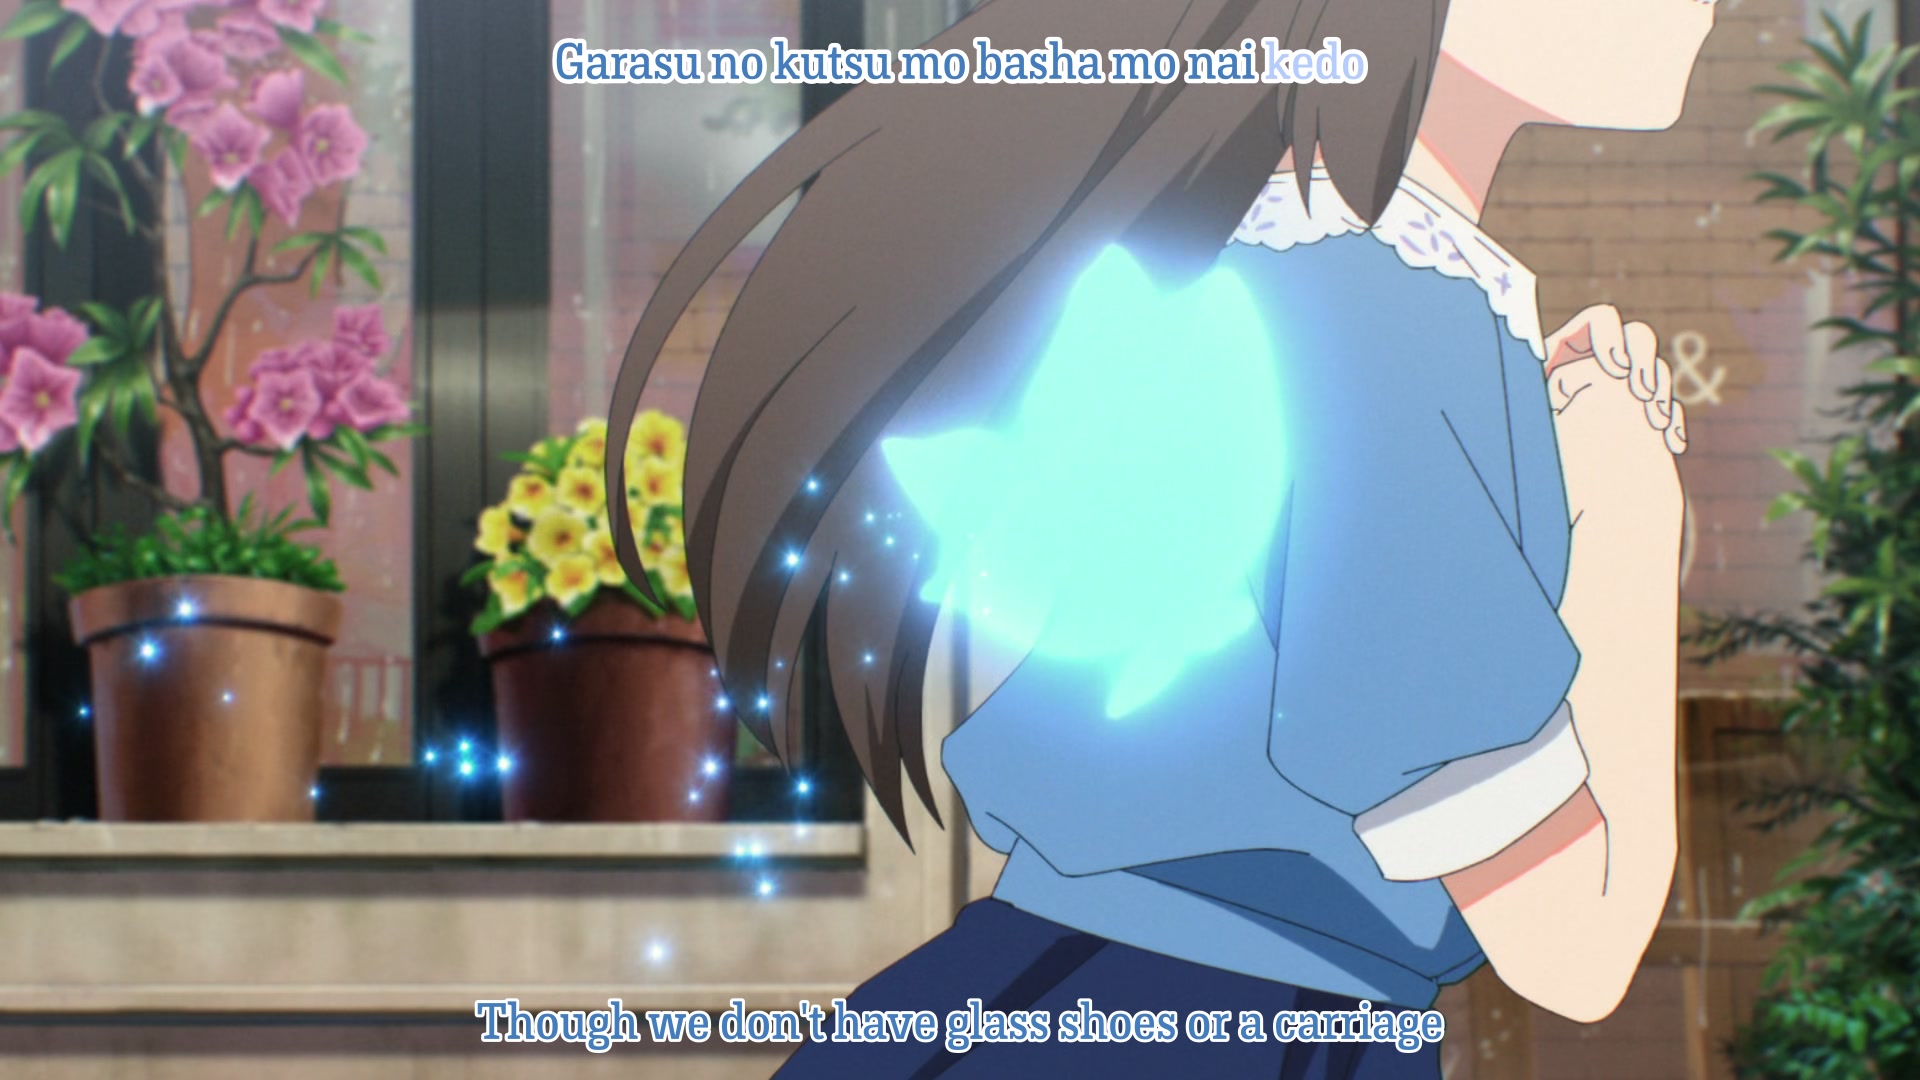 Garasu no kutsu mo basha mo nai kedo
&
Though we don't have glass shoes or a carriage